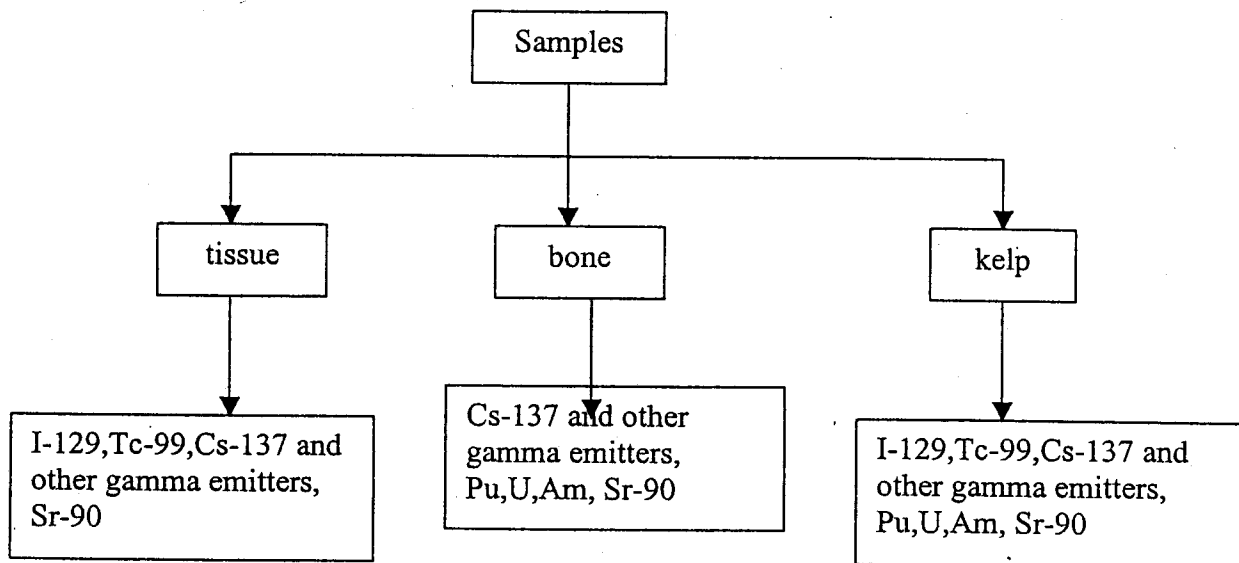 Samples
tissue
bone
kelp
I-129,Tc-99,Cs-137 and
other gamma emitters,
Sr-90
Cs-137 and other
gamma emitters,
Pu,U,Am, Sr-90
I-129,Tc-99,Cs-137 and
other gamma emitters,
Pu,U,Am, Sr-90